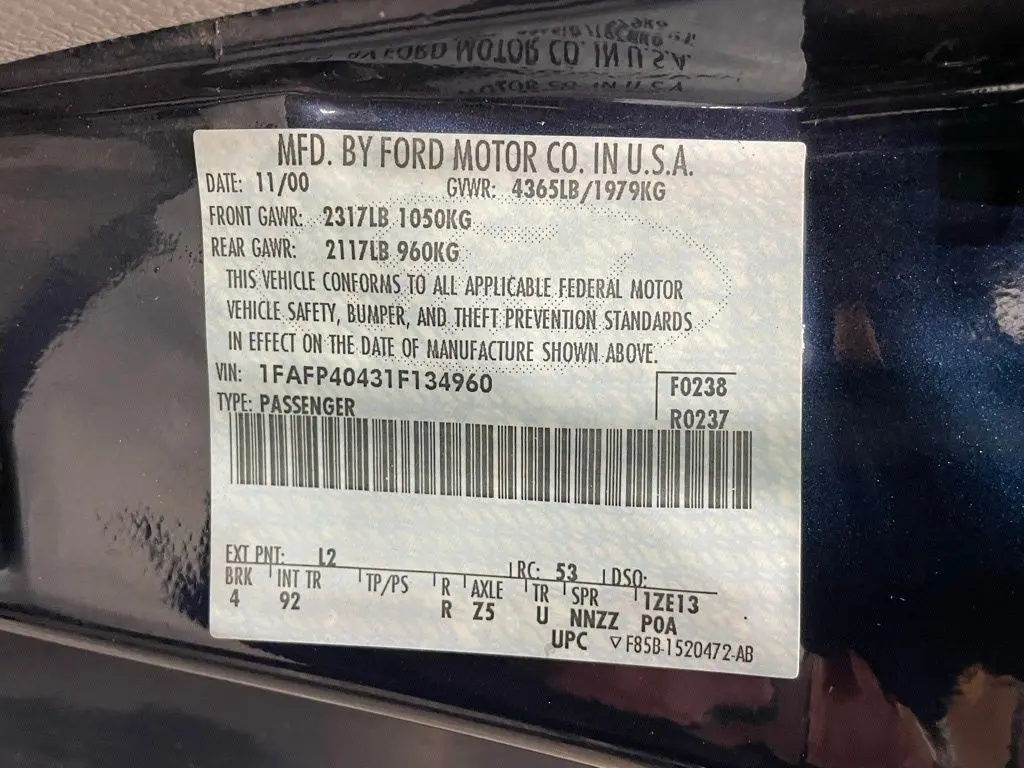 MFD. BY FORD MOTOR CO. IN U.S.A.
DATE: 11/00 GVWR: 4365LB/1979KG
FRONT GAWR: 2317LB 1050KG
REAR GAWR: 2117LB 960KG
THIS VEHICLE CONFORMS TO ALL APPLICABLE FEDERAL MOTOR
VEHICLE SAFETY, BUMPER, AND THEFT PREVENTION STANDARDS
IN EFFECT ON THE DATE OF MANUFACTURE SHOWN ABOVE.
VIN: 1FAFP40431F134960 F0238
TYPE: PASSENGER R0237
EXT PNT: L2 RC: 53 DSO:
BRK INT TR TP/PS R AXLE TR SPR 1ZE13
4 92 R Z5 U NNZZ POA
UPC ▽F85B-1520472-AB